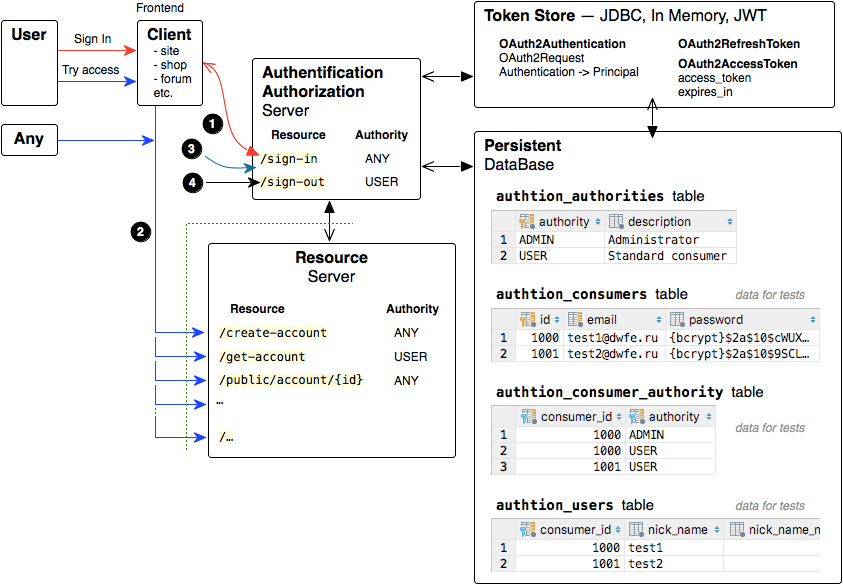 Frontend
User
Sign In
Try access
Client
- site
- shop
- forum
etc.
Any
Authentification
Authorization
Server
Resource Authority
/sign-in ANY
/sign-out USER
1
3
4
2
Resource
Server
Resource Authority
/create-account ANY
/get-account USER
/public/account/{id} ANY
…
/…
Token Store — JDBC, In Memory, JWT
OAuth2Authentication
OAuth2Request
Authentication -> Principal
OAuth2RefreshToken
OAuth2AccessToken
access_token
expires_in
Persistent
DataBase
authtion_authorities table
authority description
1 ADMIN Administrator
2 USER Standard consumer
authtion_consumers table data for tests
id email password
1 1000 test1@dwfe.ru {bcrypt}$2a$10$cWUX…
2 1001 test2@dwfe.ru {bcrypt}$2a$10$9SCL…
authtion_consumer_authority table
data for tests
consumer_id authority
1 1000 ADMIN
2 1000 USER
3 1001 USER
authtion_users table data for tests
consumer_id nick_name nick_name_n
1 1000 test1
2 1001 test2